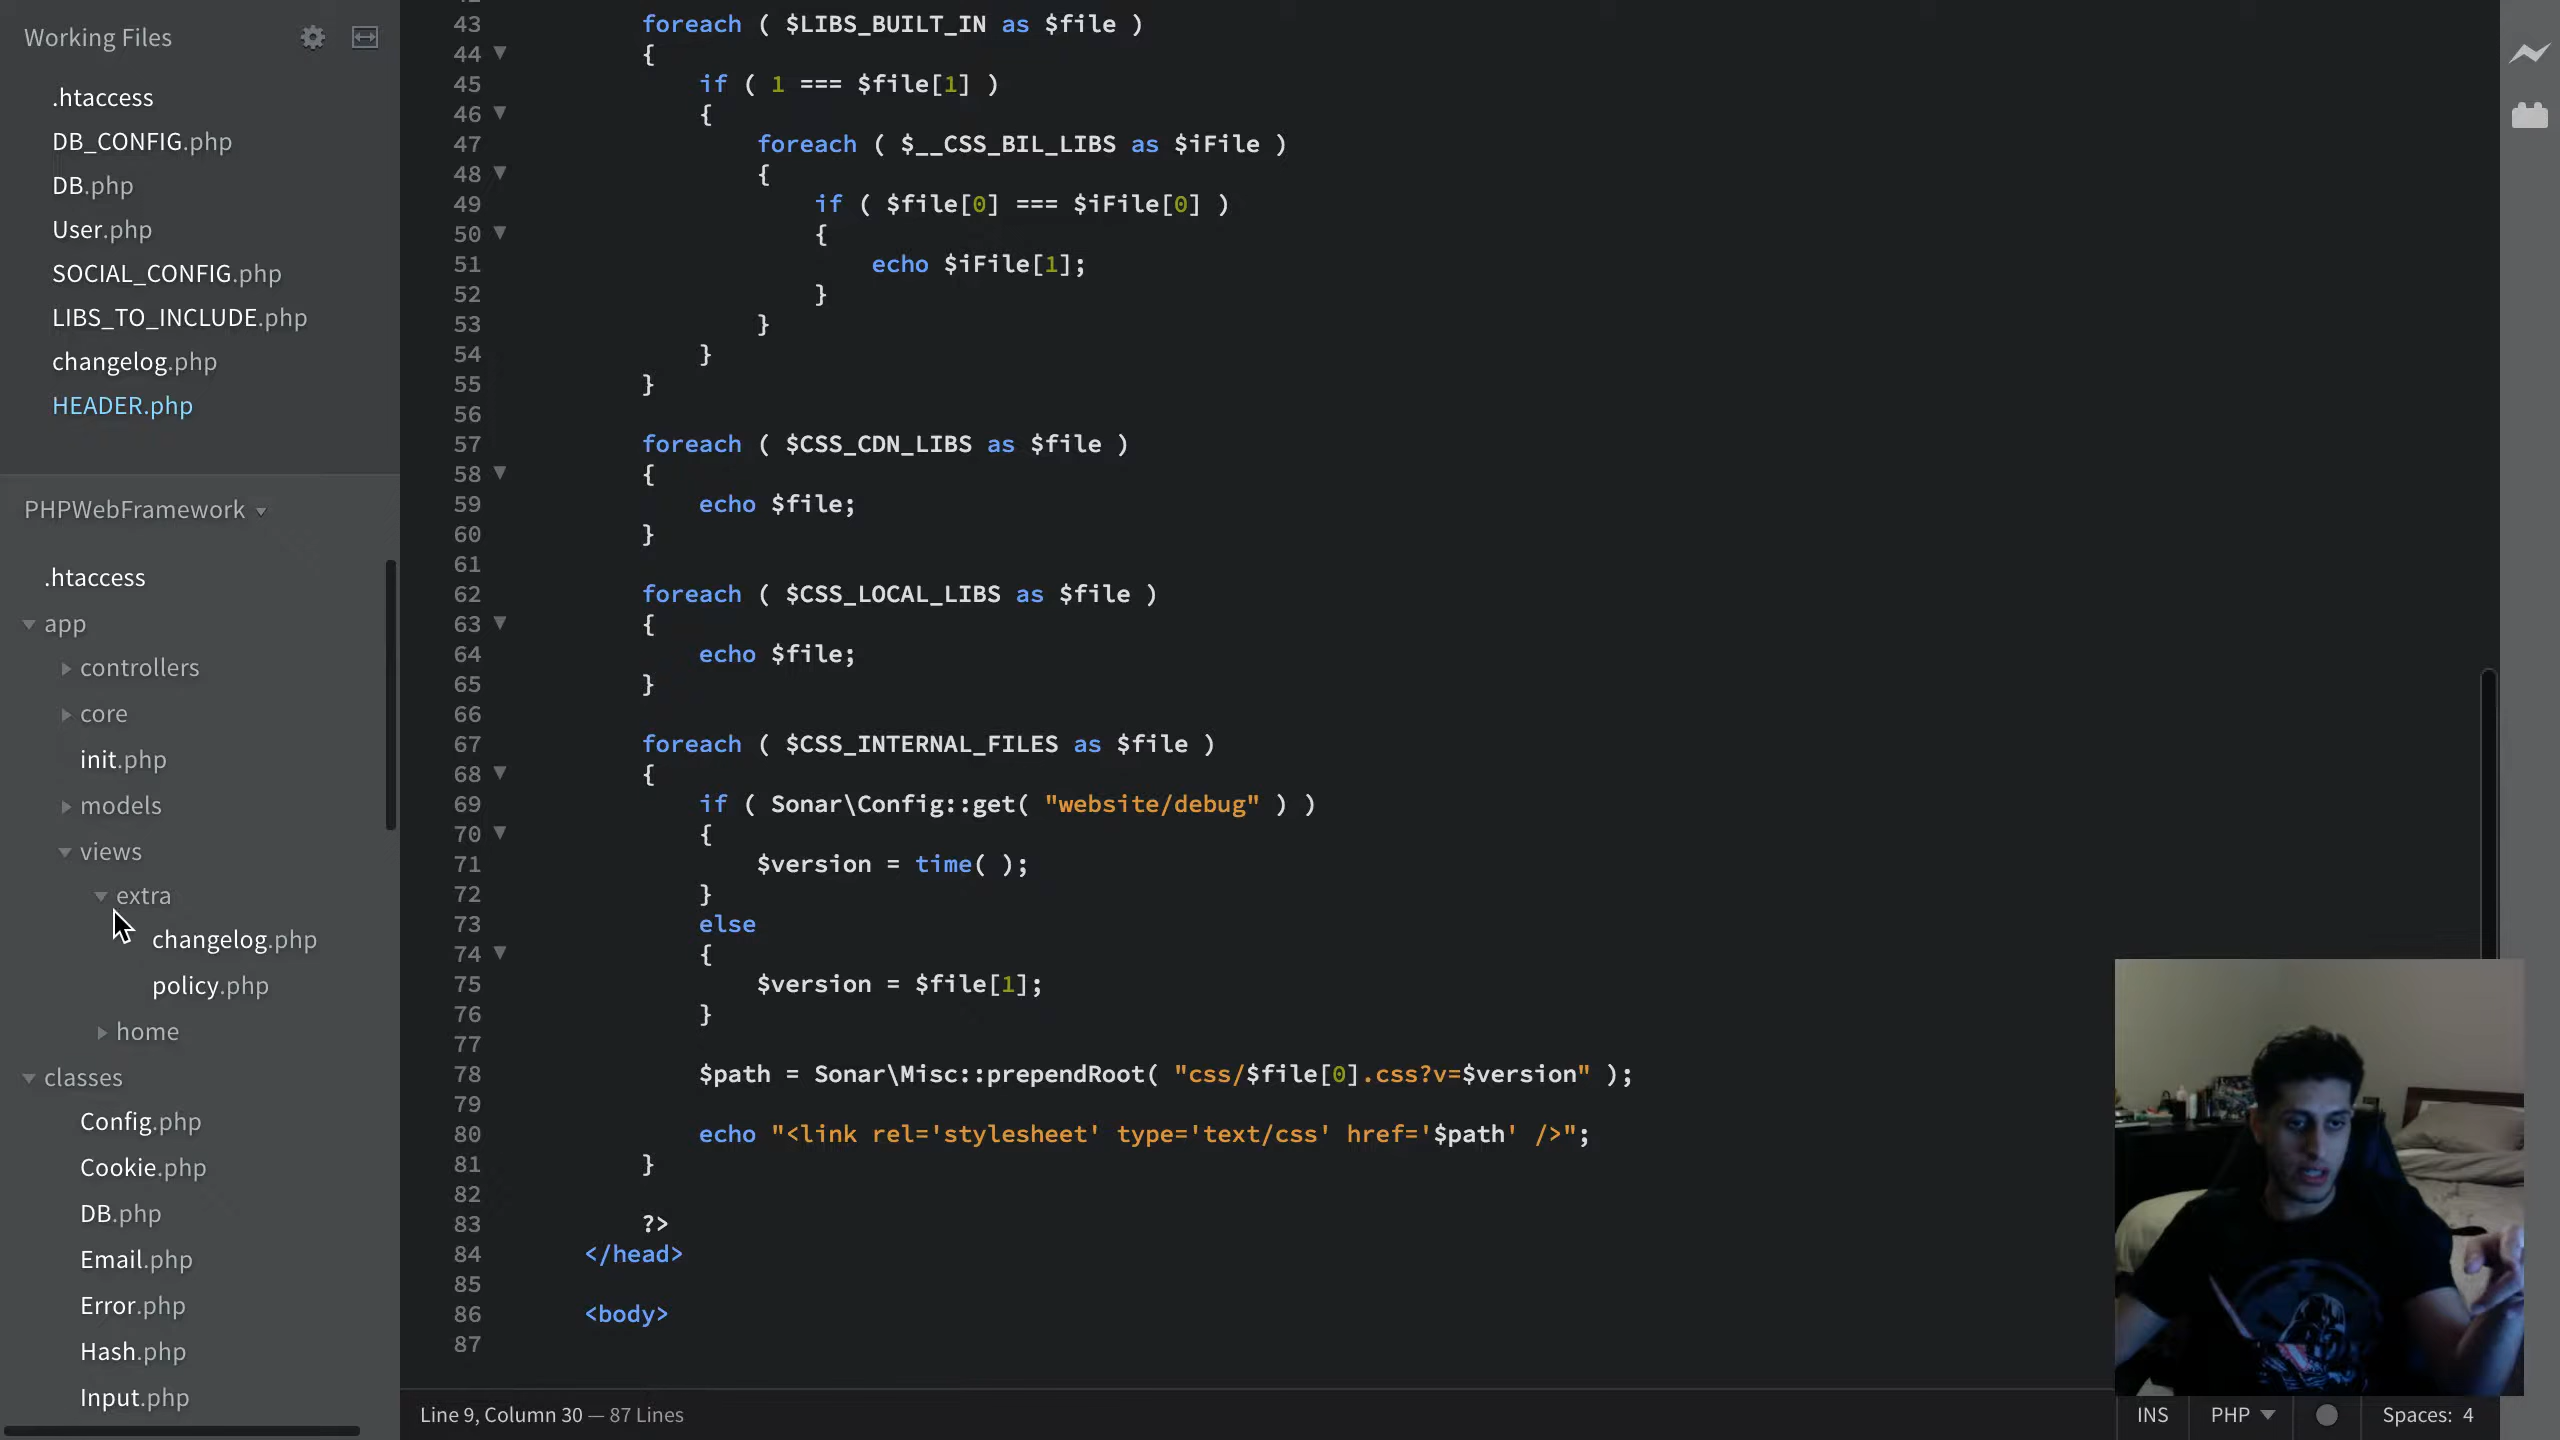 Working Files
.htaccess
DB_CONFIG.php
DB.php
User.php
SOCIAL_CONFIG.php
LIBS_TO_INCLUDE.php
changelog.php
HEADER.php
PHPWebFramework
.htaccess
app
controllers
core
init.php
models
views
extra
changelog.php
policy.php
home
classes
Config.php
Cookie.php
DB.php
Email.php
Error.php
Hash.php
Input.php
43 foreach ( $LIBS_BUILT_IN as $file )
44 {
45 if ( 1 === $file[1] )
46 {
47 foreach ( $__CSS_BIL_LIBS as $iFile )
48 {
49 if ( $file[0] === $iFile[0] )
50 {
51 echo $iFile[1];
52 }
53 }
54 }
55 }
56
57 foreach ( $CSS_CDN_LIBS as $file )
58 {
59 echo $file;
60 }
61
62 foreach ( $CSS_LOCAL_LIBS as $file )
63 {
64 echo $file;
65 }
66
67 foreach ( $CSS_INTERNAL_FILES as $file )
68 {
69 if ( Sonar\Config::get( "website/debug" ) )
70 {
71 $version = time( );
72 }
73 else
74 {
75 $version = $file[1];
76 }
77
78 $path = Sonar\Misc::prependRoot( "css/$file[0].css?v=$version" );
79
80 echo "<link rel='stylesheet' type='text/css' href='$path' />";
81 }
82
83 ?>
84 </head>
85
86 <body>
87
Line 9, Column 30 — 87 Lines
INS
PHP
Spaces: 4